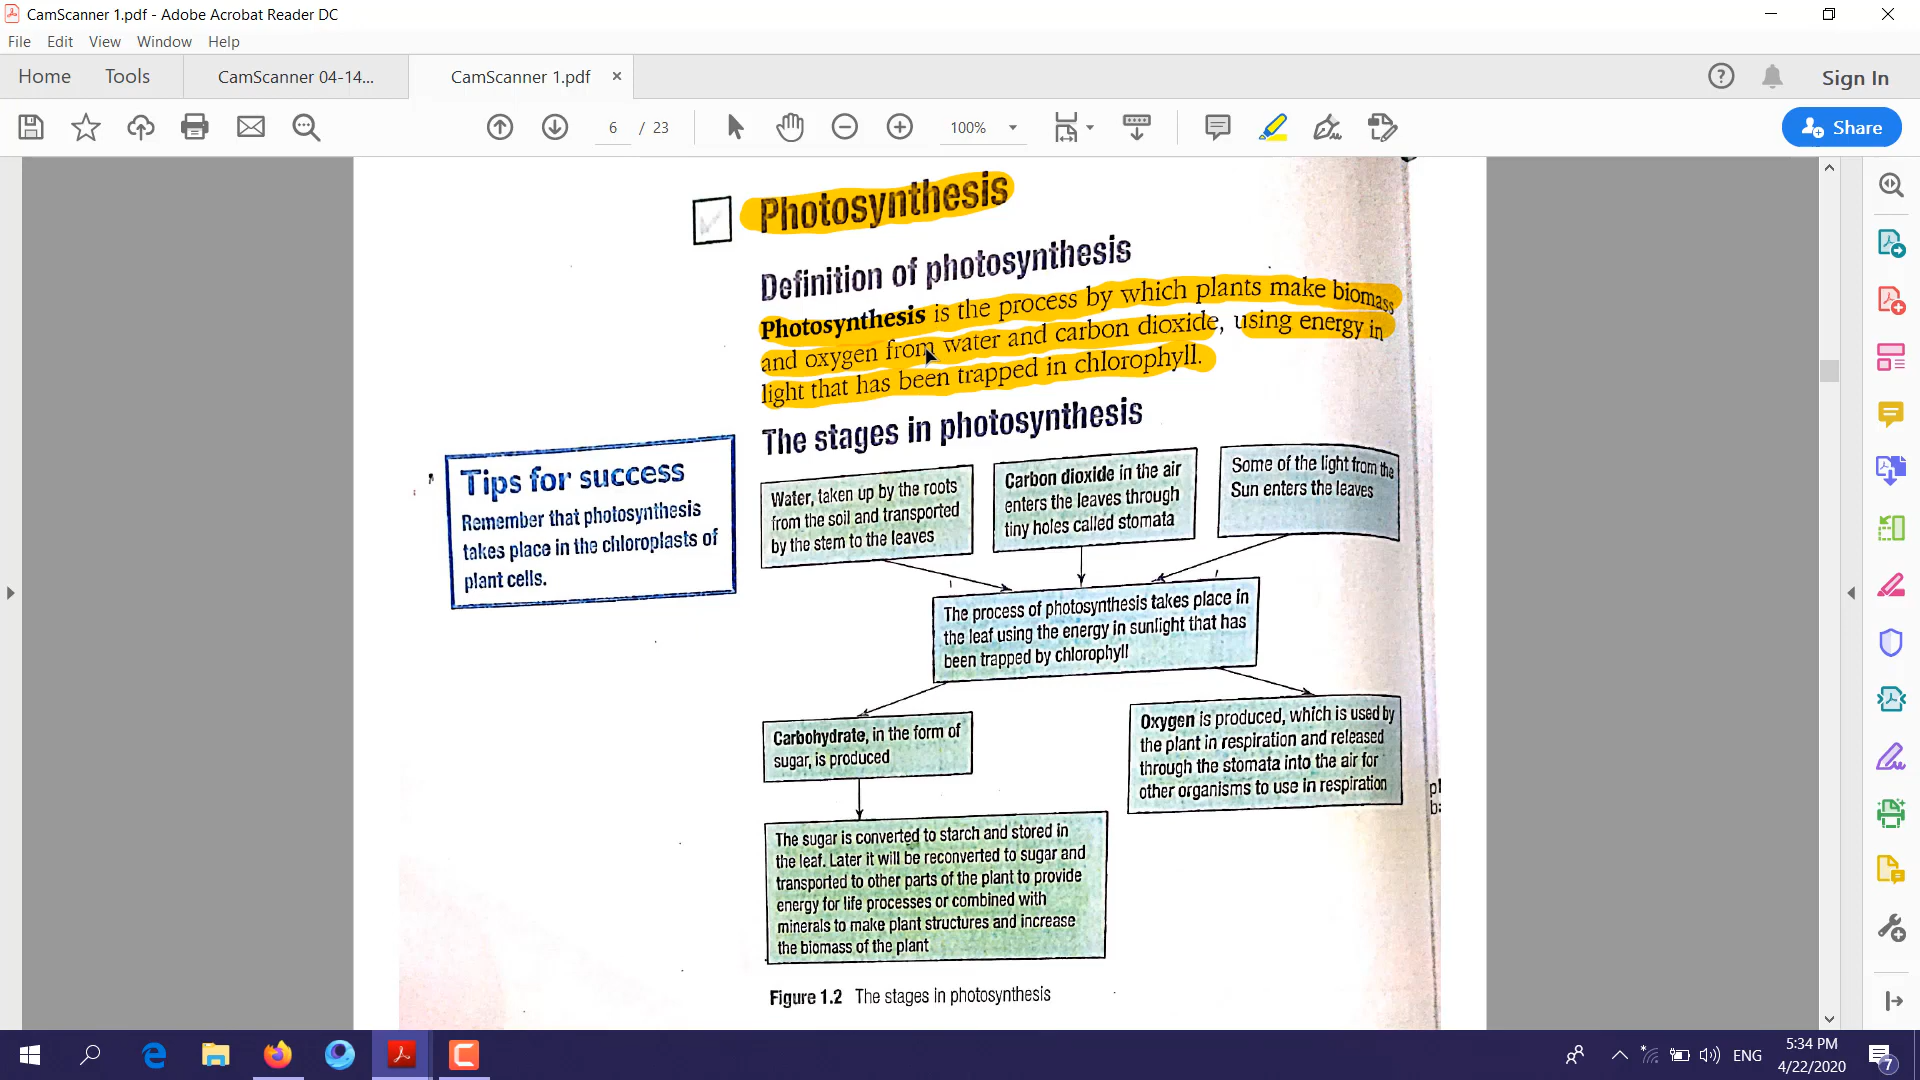 CamScanner 1.pdf - Adobe Acrobat Reader DC
File Edit View Window Help
Home Tools CamScanner 04-14... CamScanner 1.pdf × Sign In
6 / 23 100% Share
Photosynthesis
Definition of photosynthesis
Photosynthesis is the process by which plants make biomass
and oxygen from water and carbon dioxide, using energy in
light that has been trapped in chlorophyll.
The stages in photosynthesis
Tips for success
Remember that photosynthesis
takes place in the chloroplasts of
plant cells.
Water, taken up by the roots
from the soil and transported
by the stem to the leaves
Carbon dioxide in the air
enters the leaves through
tiny holes called stomata
Some of the light from the
Sun enters the leaves
The process of photosynthesis takes place in
the leaf using the energy in sunlight that has
been trapped by chlorophyll
Carbohydrate, in the form of
sugar, is produced
Oxygen is produced, which is used by
the plant in respiration and released
through the stomata into the air for
other organisms to use in respiration
The sugar is converted to starch and stored in
the leaf. Later it will be reconverted to sugar and
transported to other parts of the plant to provide
energy for life processes or combined with
minerals to make plant structures and increase
the biomass of the plant
Figure 1.2 The stages in photosynthesis
ENG
5:34 PM
4/22/2020
7